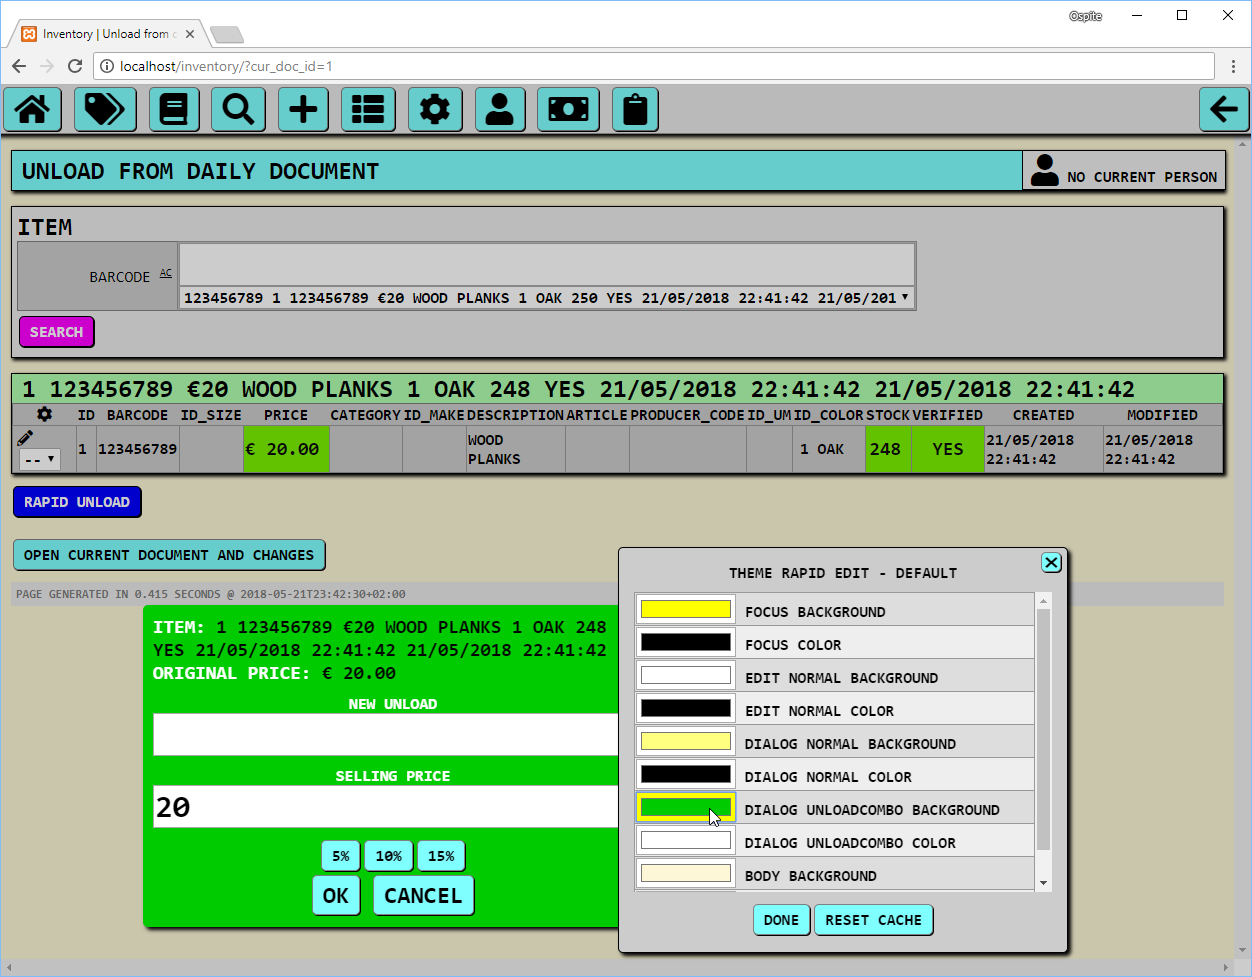 Ospite
Inventory | Unload from c
localhost/inventory/?cur_doc_id=1
UNLOAD FROM DAILY DOCUMENT
NO CURRENT PERSON
ITEM
BARCODE AC
123456789 1 123456789 €20 WOOD PLANKS 1 OAK 250 YES 21/05/2018 22:41:42 21/05/201
SEARCH
1 123456789 €20 WOOD PLANKS 1 OAK 248 YES 21/05/2018 22:41:42 21/05/2018 22:41:42
ID BARCODE ID_SIZE PRICE CATEGORY ID_MAKE DESCRIPTION ARTICLE PRODUCER_CODE ID_UM ID_COLOR STOCK VERIFIED CREATED MODIFIED
1 123456789 € 20.00 WOOD PLANKS 1 OAK 248 YES 21/05/2018 22:41:42 21/05/2018 22:41:42
--
RAPID UNLOAD
OPEN CURRENT DOCUMENT AND CHANGES
PAGE GENERATED IN 0.415 SECONDS @ 2018-05-21T23:42:30+02:00
ITEM: 1 123456789 €20 WOOD PLANKS 1 OAK 248
YES 21/05/2018 22:41:42 21/05/2018 22:41:42
ORIGINAL PRICE: € 20.00
NEW UNLOAD
SELLING PRICE
20
5% 10% 15%
OK CANCEL
THEME RAPID EDIT - DEFAULT
FOCUS BACKGROUND
FOCUS COLOR
EDIT NORMAL BACKGROUND
EDIT NORMAL COLOR
DIALOG NORMAL BACKGROUND
DIALOG NORMAL COLOR
DIALOG UNLOADCOMBO BACKGROUND
DIALOG UNLOADCOMBO COLOR
BODY BACKGROUND
DONE RESET CACHE